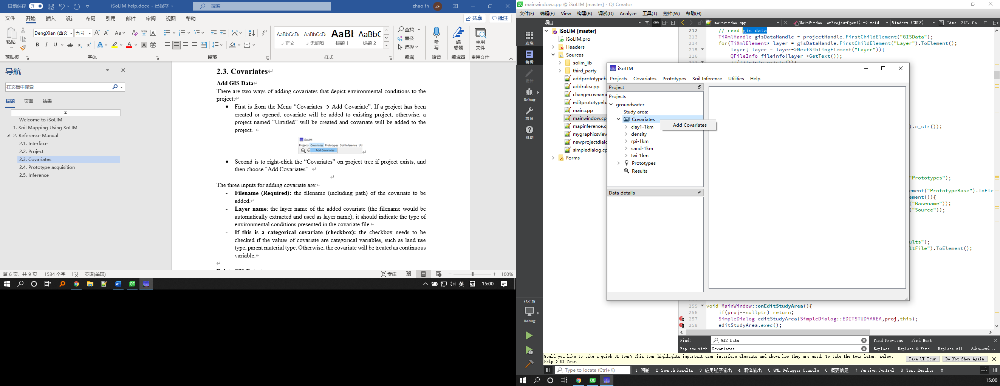 自动保存 开 iSoLIM help.docx - 已保存 搜索 zhao fh ZF
文件 开始 插入 设计 布局 引用 邮件 审阅 视图 帮助 共享 批注
粘贴 DengXian (西文 五号 Aa AaBbCcDi AaBbCcDi AaBl AaBbC 查找 替换 选择 听写 编辑器 重用文件
正文 无间隔 标题 1 标题 2
剪贴板 字体 段落 样式 编辑 语音 编辑器 重用文件
导航
在文档中搜索
标题 页面 结果
Welcome to iSoLIM
1. Soil Mapping Using SoLIM
2. Reference Manual
2.1. Interface
2.2. Project
2.3. Covariates
2.4. Prototype acquisition
2.5. Inference
2.3. Covariates
Add GIS Data
There are two ways of adding covariates that depict environmental conditions to the
project:
First is from the Menu “Covariates → Add Covariate”. If a project has been
created or opened, covariate will be added to existing project, otherwise, a
project named “Untitled” will be created and covariate will be added to the
project.
iSoLIM
Projects Covariates Prototypes Soil Inference Uti
Add Covariates
Second is to right-click the “Covariates” on project tree if project exists, and
then choose “Add Covariates”.
The three inputs for adding covariate are:
- Filename (Required): the filename (including path) of the covariate to be
added.
- Layer name: the layer name of the added covariate (the filename would be
automatically extracted and used as layer name); it should indicate the type of
environmental conditions presented in the covariate file.
- If this is a categorical covariate (checkbox): the checkbox needs to be
checked if the values of covariate are categorical variables, such as land use
type, parent material type. Otherwise, the covariate will be treated as continuous
variable.
第 6 页，共 9 页 1534 个字 英语(美国) 专注 100%
英 拼 15:00
QC mainwindow.cpp @ iSoLIM [master] - Qt Creator
文件(F) 编辑(E) View 构建(B) 调试(D) Analyze 工具(T) 控件(W) 帮助(H)
项目 mainwindow.cpp MainWindow::onProjectOpen() -> void Windows (CRLF) Line: 212, Col: 21
欢迎
编辑
设计
Debug
项目
帮助
iSoLIM [master]
iSoLIM.pro
Headers
Sources
solim_lib
third_party
addprototypeb
addrule.cpp
changecovname
editprototypeba
main.cpp
mainwindow.cp
mapinference.cp
mygraphicsview
newprojectdialo
simpledialog.cp
Forms
212 // read gis data
213 TiXmlHandle gisDataHandle = projectHandle.FirstChildElement("GISData");
214 for(TiXmlElement* layer = gisDataHandle.FirstChildElement("Layer").ToElement();
215 layer; layer = layer->NextSiblingElement("Layer")){
216 QFileInfo fileinfo(layer->GetText());
217 if(fileinfo.exists()){
iSoLIM
Projects Covariates Prototypes Soil Inference Utilities Help
Project
Projects
groundwater
Study area:
Covariates
Add Covariates
clay1-1km
density
rpi-1km
sand-1km
twi-1km
Prototypes
Results
Data details
).c_str());
"Prototypes");
ement("PrototypeBase").ToEle
ement()){
("Basename"));
("Source"));
ults");
ltFile").ToElement();
255 void MainWindow::onEditStudyArea(){
256 if(proj==nullptr) return;
257 SimpleDialog editStudyArea(SimpleDialog::EDITSTUDYAREA,proj,this);
258 editStudyArea.exec();
iSoLIM
Debug
Find: GIS Data Find Previous Find Next
Replace with: Covariates Replace Replace & Find Replace All Advanced...
Would you like to take a quick UI tour? This tour highlights important user interface elements and shows how they are used. To take the tour later, select
Help > UI Tour. Take UI Tour Do Not Show Again
Type to locate (Ctrl+K) 1 问题 2 Search Results 3 应用程序输出 4 编译输出 5 QML Debugger Console 6 概要信息 7 Version Control 8 Test Results
15:00